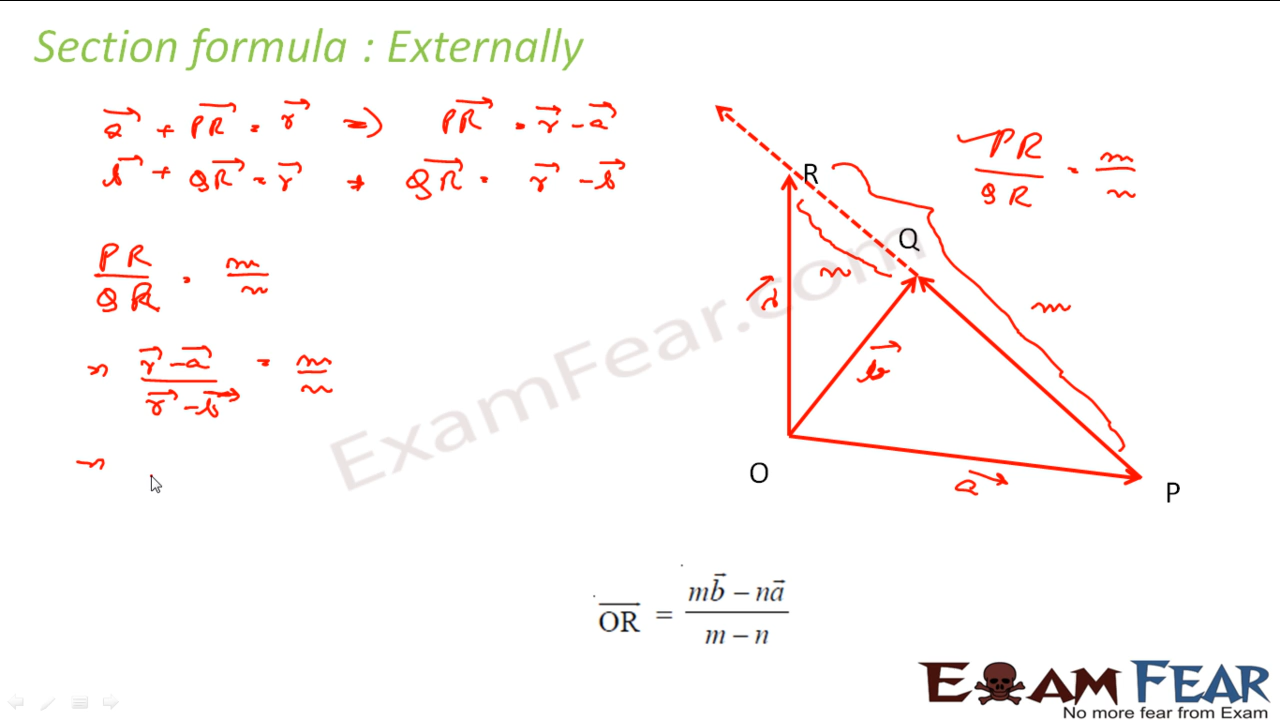 Section formula : Externally
a⃗ + PR⃗ = r⃗ ⇒ PR⃗ = r⃗ - a⃗
b⃗ + QR⃗ = r⃗ ⇒ QR⃗ = r⃗ - b⃗
PR/QR = m/n
⇒ (r⃗ - a⃗)/(r⃗ - b⃗) = m/n
⇒
PR/QR = m/n
R
Q
n
m
r⃗
b⃗
O
a⃗
P
OR⃗ = (mb⃗ – na⃗)/(m – n)
ExamFear.com
EXAM FEAR
No more fear from Exam